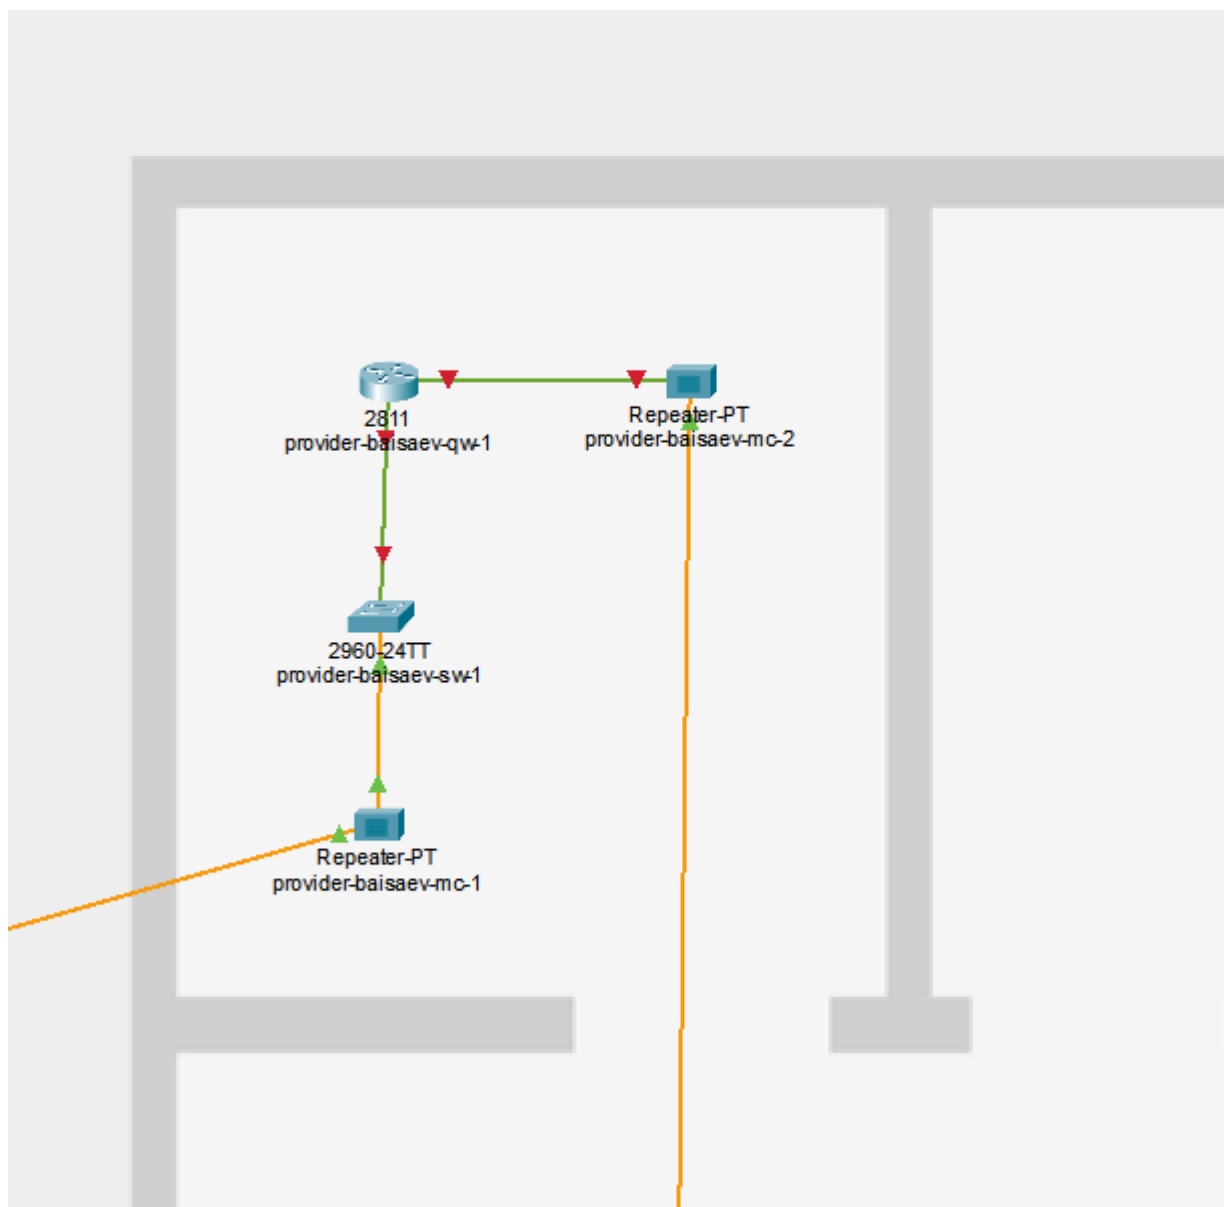 2811
provider-baisaev-qw-1
Repeater-PT
provider-baisaev-mc-2
2960-24TT
provider-baisaev-sw-1
Repeater-PT
provider-baisaev-mc-1